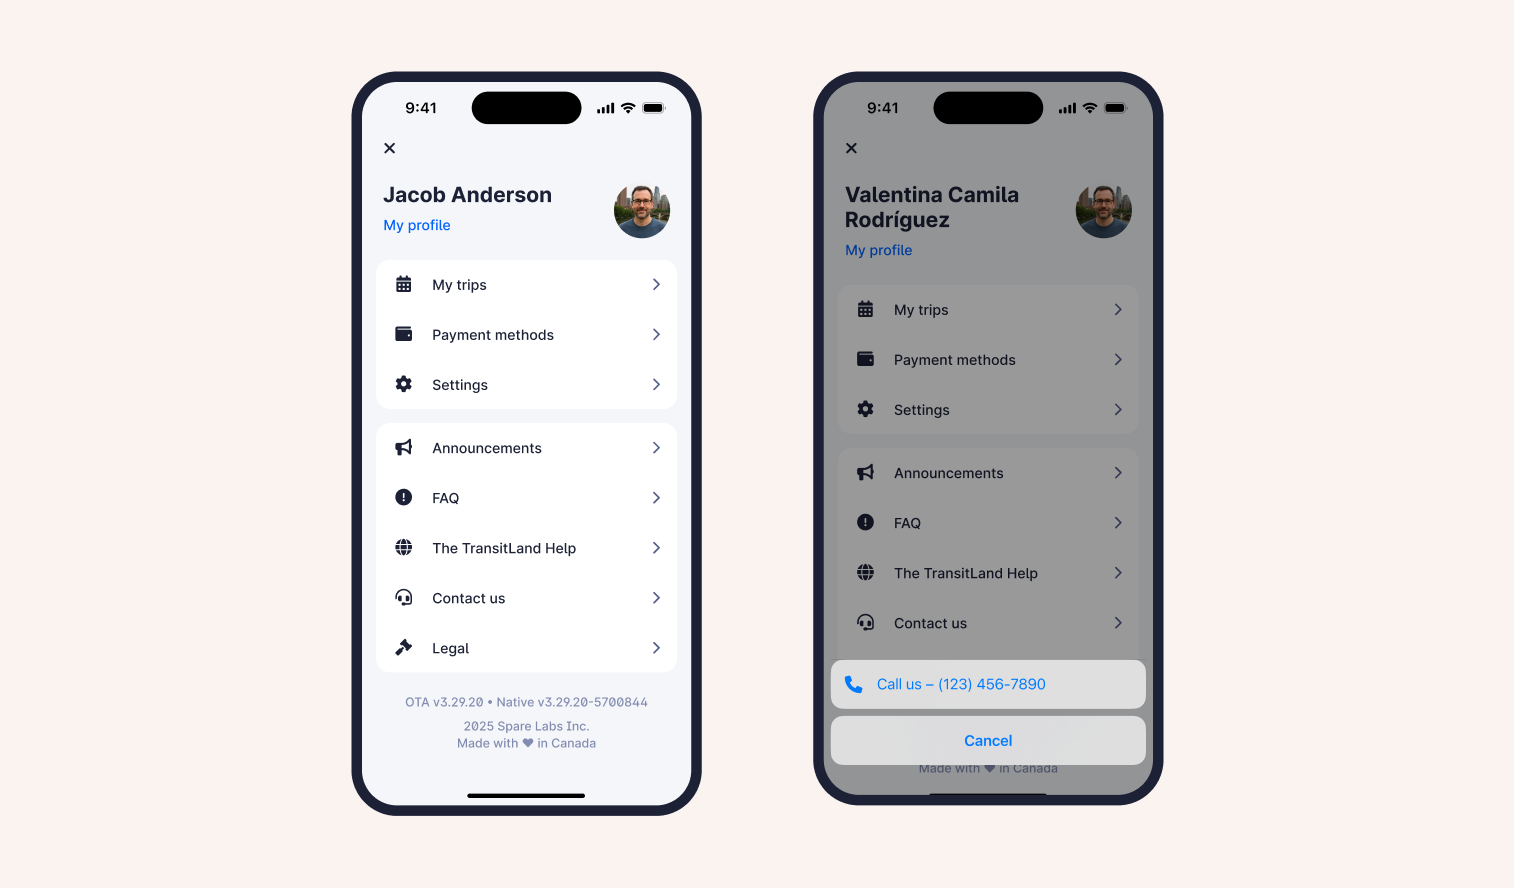 9:41
Jacob Anderson
My profile
My trips
Payment methods
Settings
Announcements
FAQ
The TransitLand Help
Contact us
Legal
OTA v3.29.20 • Native v3.29.20-5700844
2025 Spare Labs Inc.
Made with ♥ in Canada
9:41
Valentina Camila
Rodríguez
My profile
My trips
Payment methods
Settings
Announcements
FAQ
The TransitLand Help
Contact us
Call us – (123) 456-7890
Cancel
Made with ♥ in Canada